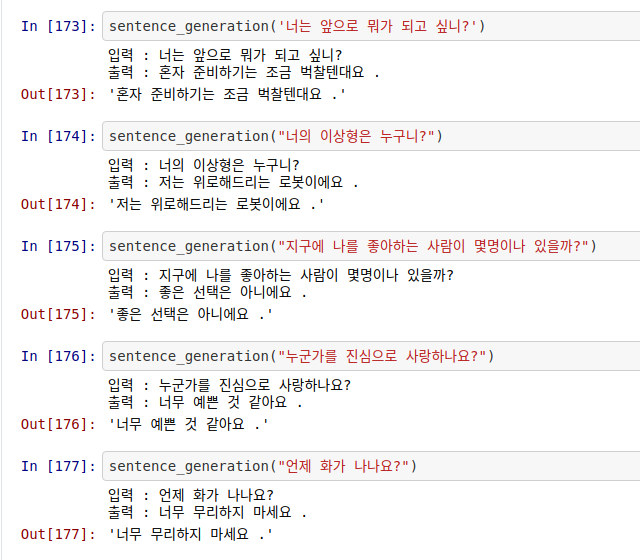 In [173]: sentence_generation('너는 앞으로 뭐가 되고 싶니?')
입력 : 너는 앞으로 뭐가 되고 싶니?
출력 : 혼자 준비하기는 조금 벅찰텐대요 .
Out[173]: '혼자 준비하기는 조금 벅찰텐대요 .'
In [174]: sentence_generation("너의 이상형은 누구니?")
입력 : 너의 이상형은 누구니?
출력 : 저는 위로해드리는 로봇이에요 .
Out[174]: '저는 위로해드리는 로봇이에요 .'
In [175]: sentence_generation("지구에 나를 좋아하는 사람이 몇명이나 있을까?")
입력 : 지구에 나를 좋아하는 사람이 몇명이나 있을까?
출력 : 좋은 선택은 아니에요 .
Out[175]: '좋은 선택은 아니에요 .'
In [176]: sentence_generation("누군가를 진심으로 사랑하나요?")
입력 : 누군가를 진심으로 사랑하나요?
출력 : 너무 예쁜 것 같아요 .
Out[176]: '너무 예쁜 것 같아요 .'
In [177]: sentence_generation("언제 화가 나나요?")
입력 : 언제 화가 나나요?
출력 : 너무 무리하지 마세요 .
Out[177]: '너무 무리하지 마세요 .'